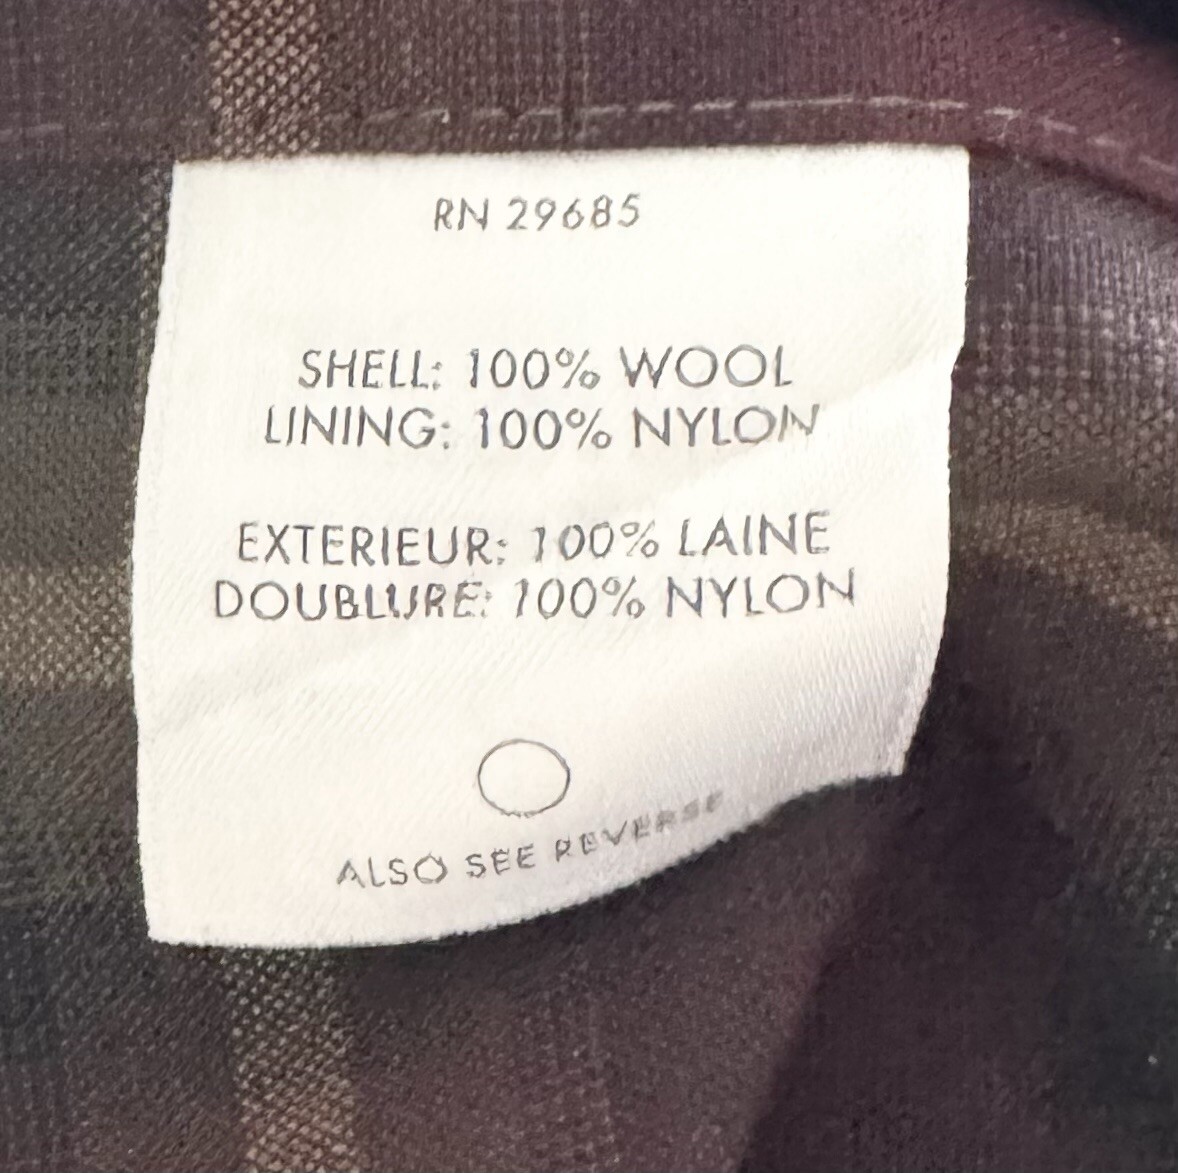 RN 29685
SHELL: 100% WOOL
LINING: 100% NYLON
EXTERIEUR: 100% LAINE
DOUBLURE: 100% NYLON
ALSO SEE REVERSE